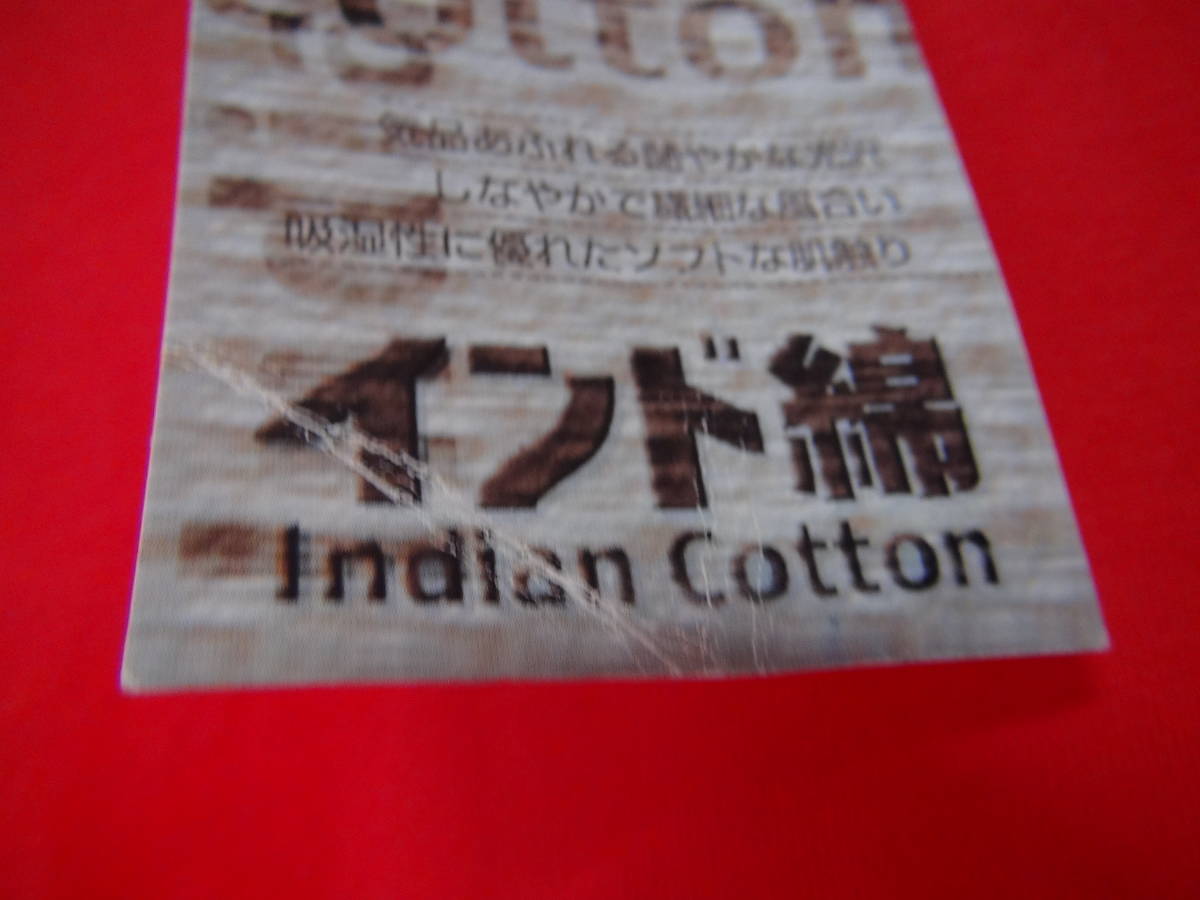 otton
気品あふれる艶やかな光沢
しなやかで繊細な風合い
吸湿性に優れたソフトな肌触り
インド綿
Indian Cotton